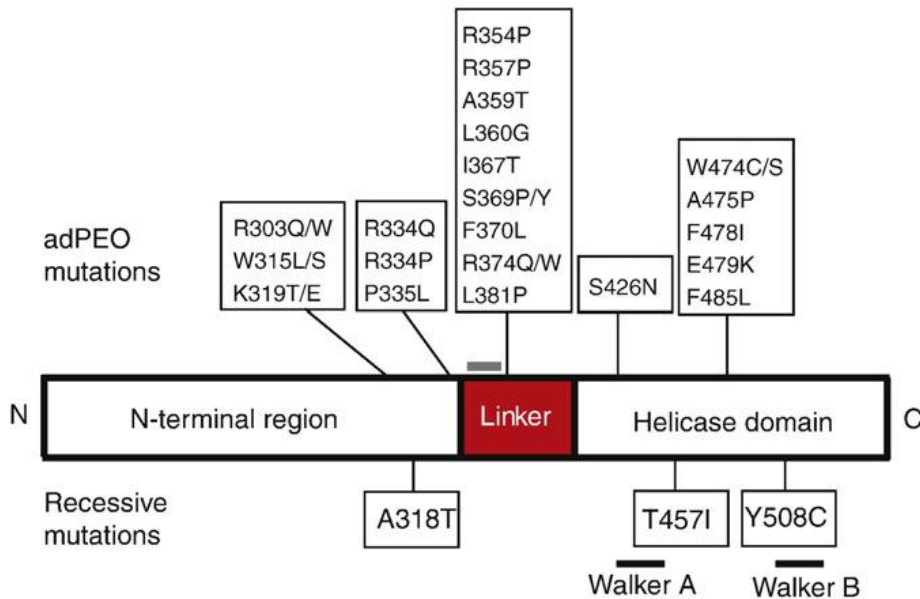 R354P
R357P
A359T
L360G
I367T
S369P/Y
F370L
R374Q/W
L381P
W474C/S
A475P
F478I
E479K
F485L
adPEO
mutations
R303Q/W
W315L/S
K319T/E
R334Q
R334P
P335L
S426N
N
N-terminal region
Linker
Helicase domain
C
Recessive
mutations
A318T
T457I
Y508C
Walker A
Walker B